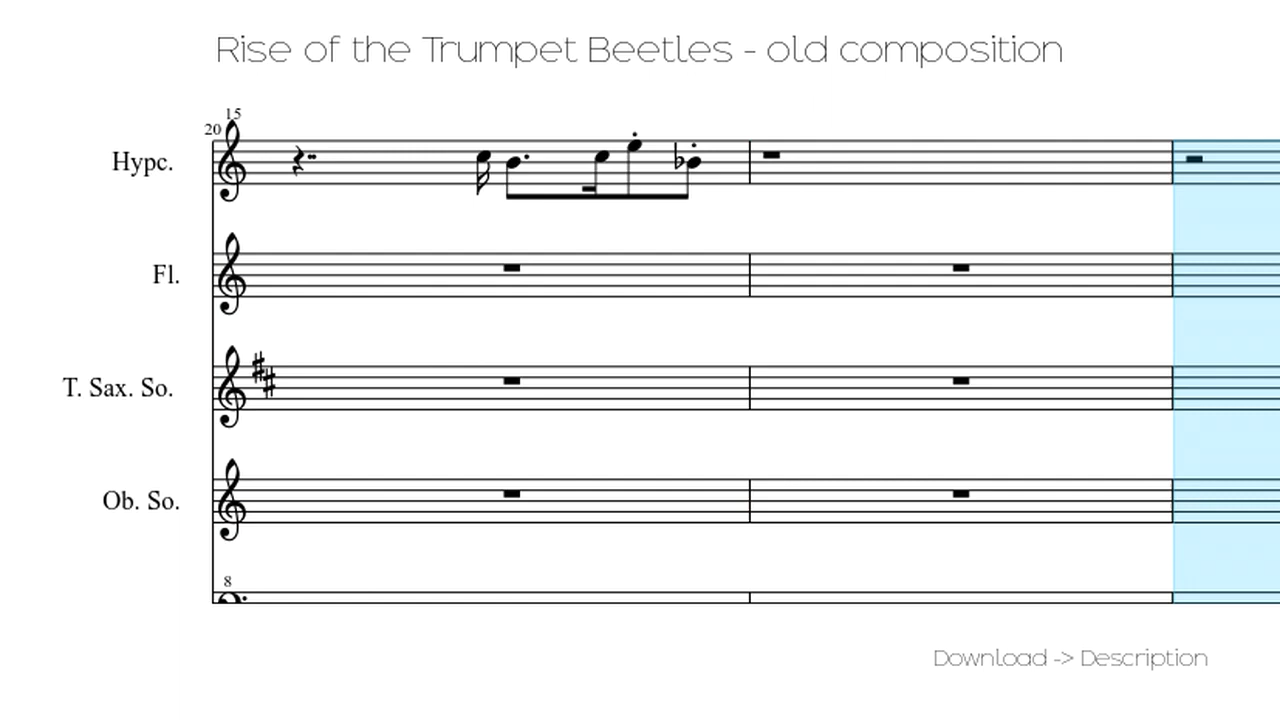 Rise of the Trumpet Beetles - old composition
15
20
Hypc.
Fl.
T. Sax. So.
Ob. So.
8
Download -> Description